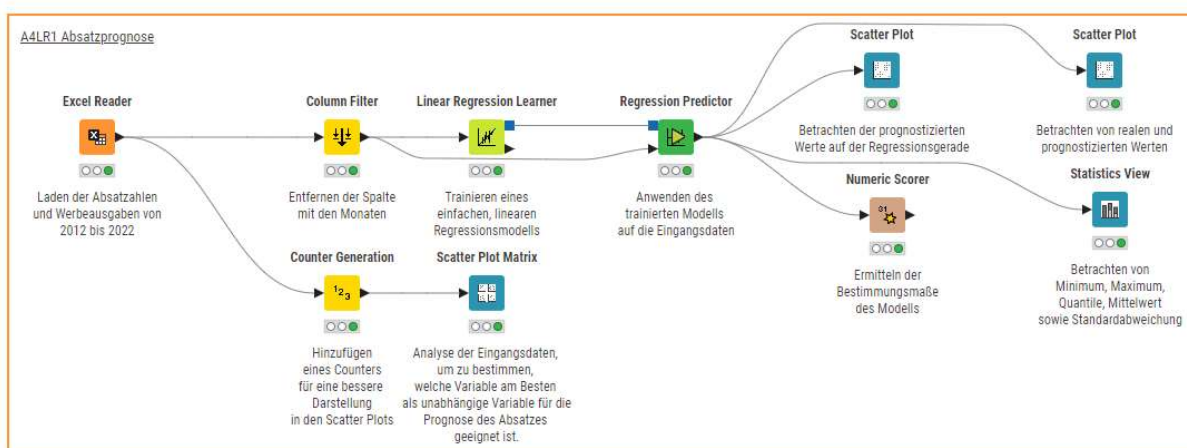 A4LR1 Absatzprognose
Excel Reader
Laden der Absatzahlen
und Werbeausgaben von
2012 bis 2022
Column Filter
Entfernen der Spalte
mit den Monaten
Linear Regression Learner
Trainieren eines
einfachen, linearen
Regressionsmodells
Regression Predictor
Anwenden des
trainierten Modells
auf die Eingangsdaten
Scatter Plot
Betrachten der prognostizierten
Werte auf der Regressionsgerade
Scatter Plot
Betrachten von realen und
prognostizierten Werten
Numeric Scorer
Ermitteln der
Bestimmungsmaße
des Modells
Statistics View
Betrachten von
Minimum, Maximum,
Quantile, Mittelwert
sowie Standardabweichung
Counter Generation
Hinzufügen
eines Counters
für eine bessere
Darstellung
in den Scatter Plots
Scatter Plot Matrix
Analyse der Eingangsdaten,
um zu bestimmen,
welche Variable am Besten
als unabhängige Variable für die
Prognose des Absatzes
geeignet ist.